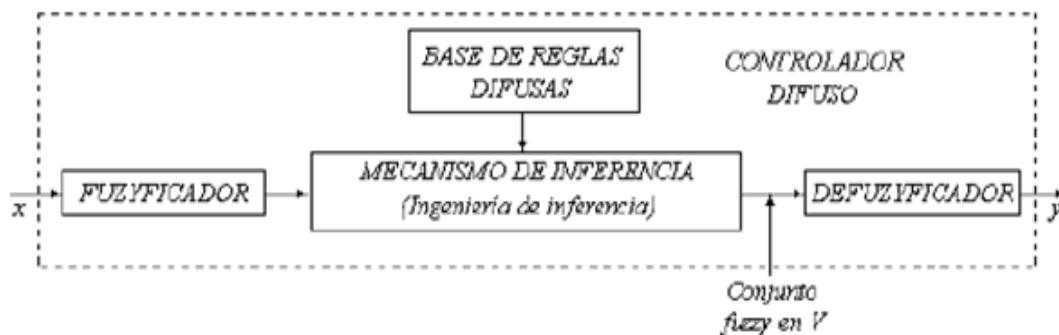 BASE DE REGLAS
DIFUSAS
CONTROLADOR
DIFUSO
MECANISMO DE INFERENCIA
(Ingeniería de inferencia)
x
FUZYFICADOR
DEFUZYFICADOR
y
Conjunto
fuzzy en V